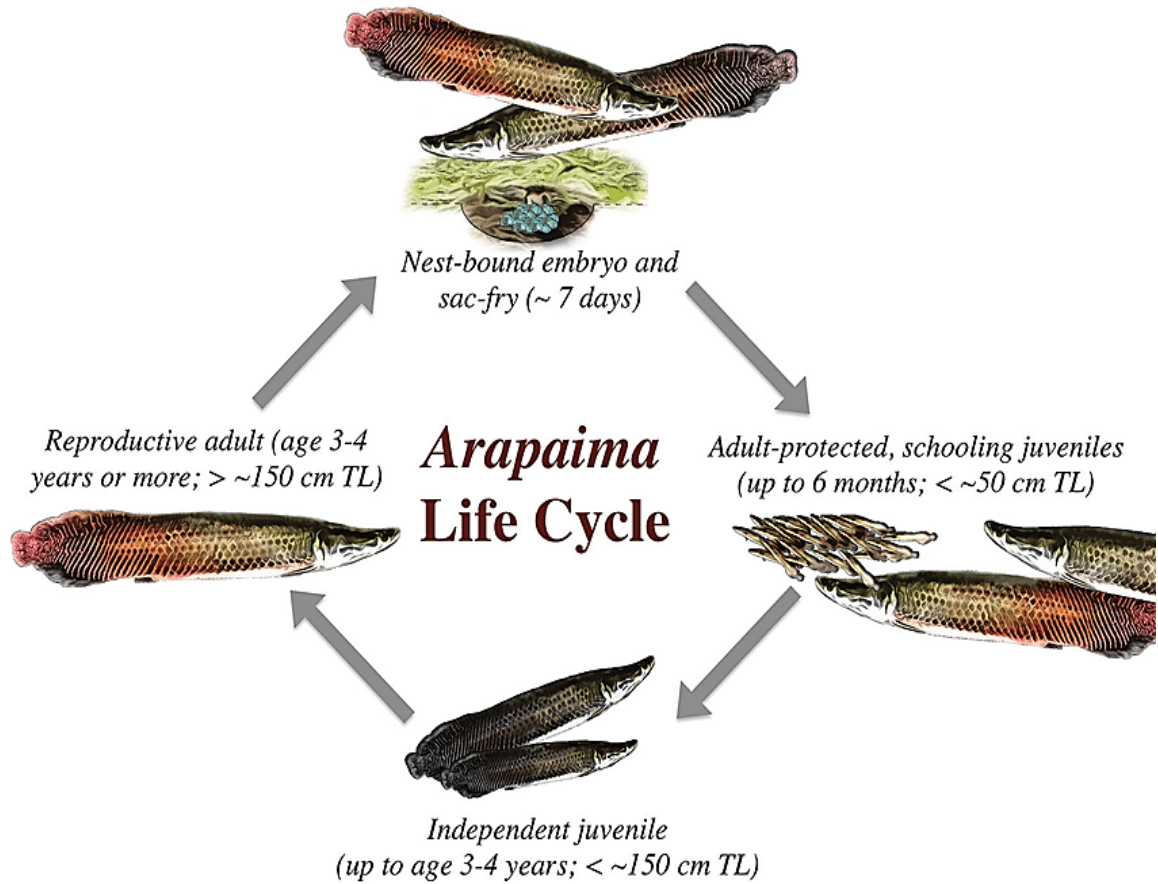 Nest-bound embryo and
sac-fry (~ 7 days)
Reproductive adult (age 3-4
years or more; > ~150 cm TL)
Arapaima
Life Cycle
Adult-protected, schooling juveniles
(up to 6 months; < ~50 cm TL)
Independent juvenile
(up to age 3-4 years; < ~150 cm TL)